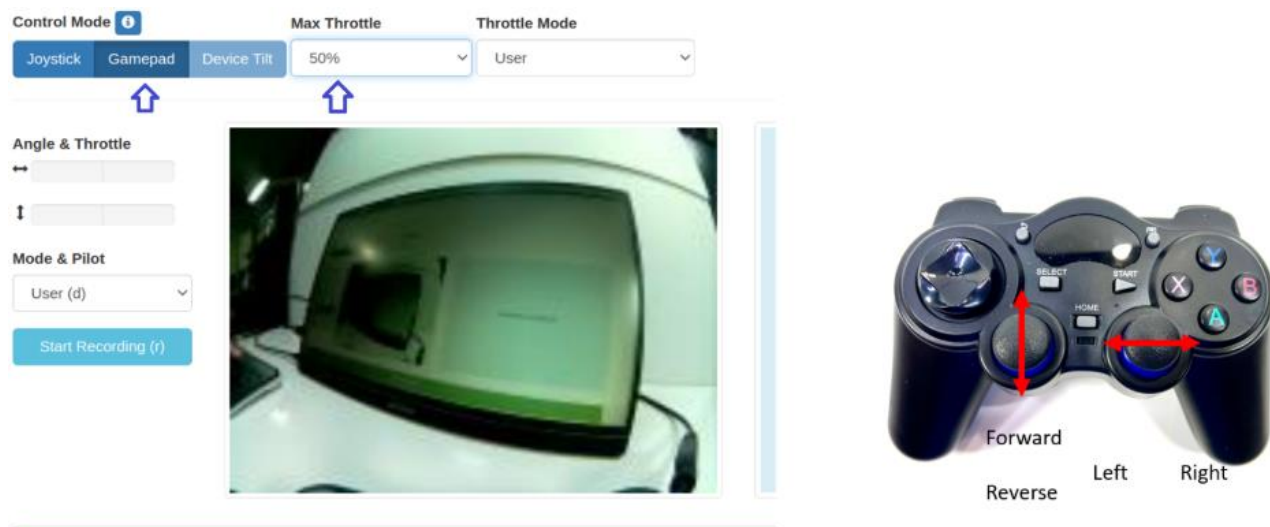 Control Mode
Max Throttle
Throttle Mode
Joystick
Gamepad
Device Tilt
50%
User
Angle & Throttle
Mode & Pilot
User (d)
Start Recording (r)
SELECT
START
HOME
Y
X
B
A
Forward
Left
Right
Reverse